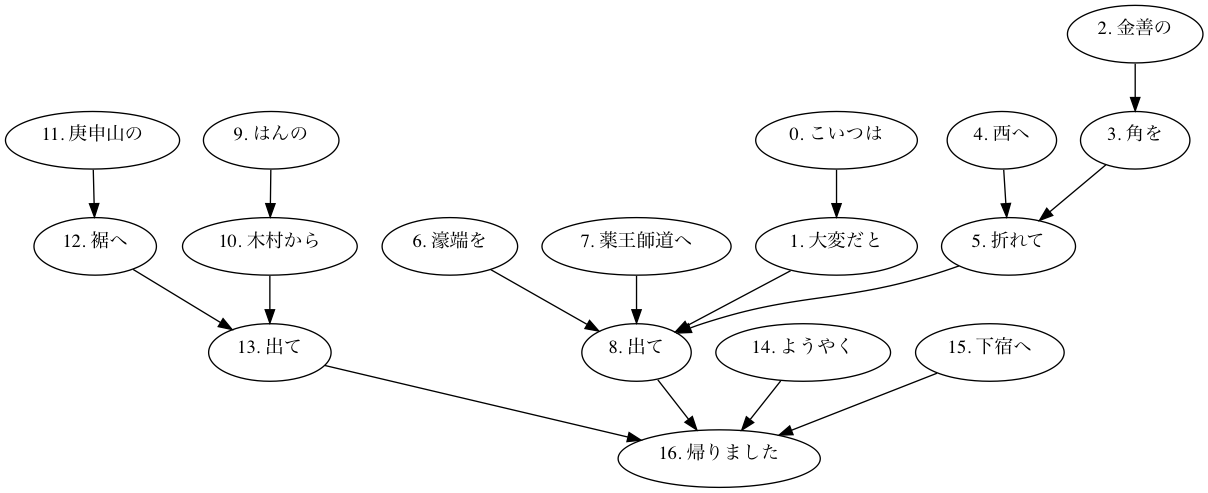 2. 金善の
11. 庚申山の
9. はんの
0. こいつは
4. 西へ
3. 角を
12. 裾へ
10. 木村から
6. 濠端を
7. 薬王師道へ
1. 大変だと
5. 折れて
13. 出て
8. 出て
14. ようやく
15. 下宿へ
16. 帰りました